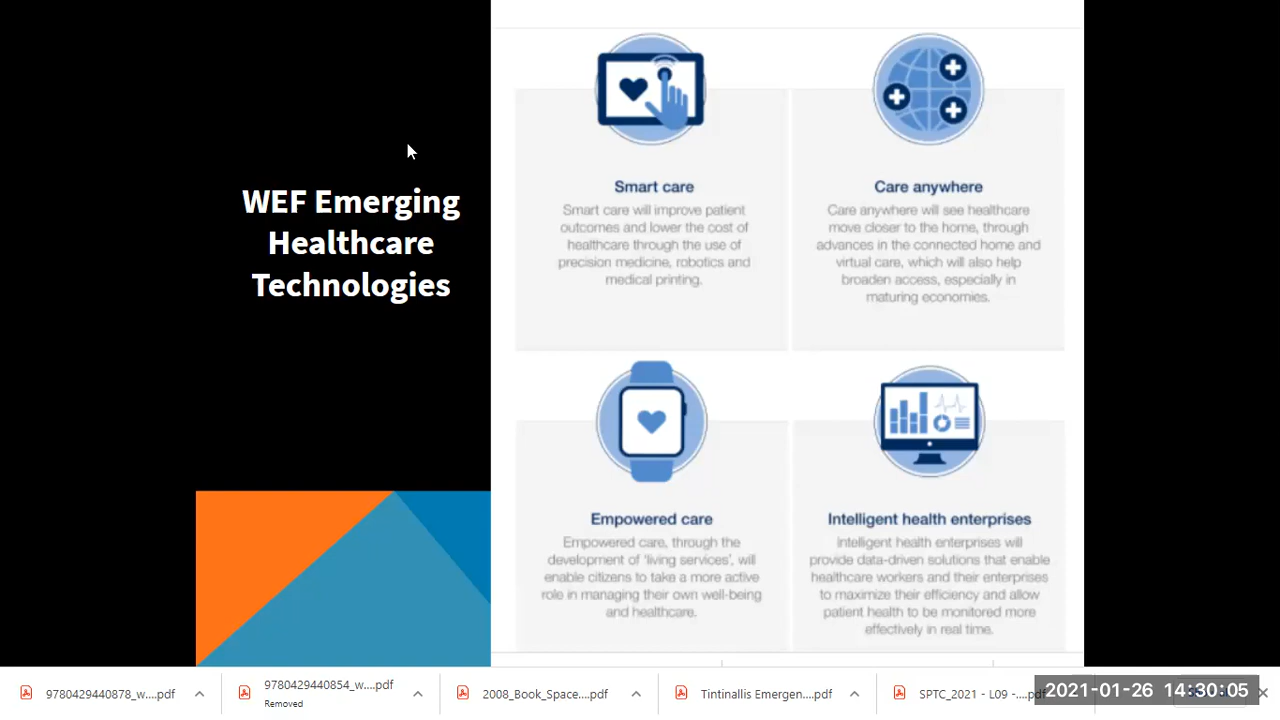 WEF Emerging
Healthcare
Technologies
Smart care
Smart care will improve patient
outcomes and lower the cost of
healthcare through the use of
precision medicine, robotics and
medical printing.
Care anywhere
Care anywhere will see healthcare
move closer to the home, through
advances in the connected home and
virtual care, which will also help
broaden access, especially in
maturing economies.
Empowered care
Empowered care, through the
development of 'living services', will
enable citizens to take a more active
role in managing their own well-being
and healthcare.
Intelligent health enterprises
Intelligent health enterprises will
provide data-driven solutions that enable
healthcare workers and their enterprises
to maximize their efficiency and allow
patient health to be monitored more
effectively in real time.
9780429440878_w....pdf
9780429440854_w....pdf
Removed
2008_Book_Space....pdf
Tintinallis Emergen....pdf
SPTC_2021 - L09 -....pdf
2021-01-26 14:30:05